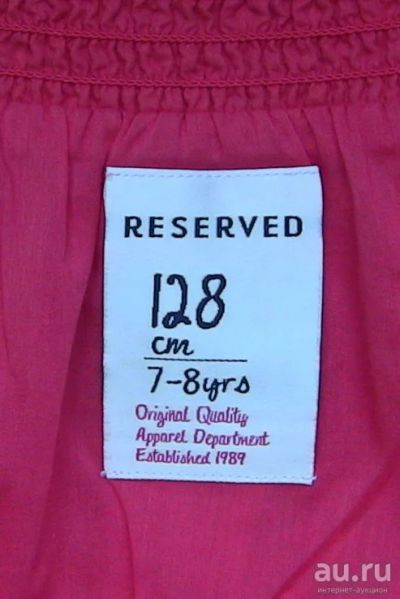 RESERVED
128
cm
7-8yrs
Original Quality
Apparel Department
Established 1989
au.ru
интернет-аукцион